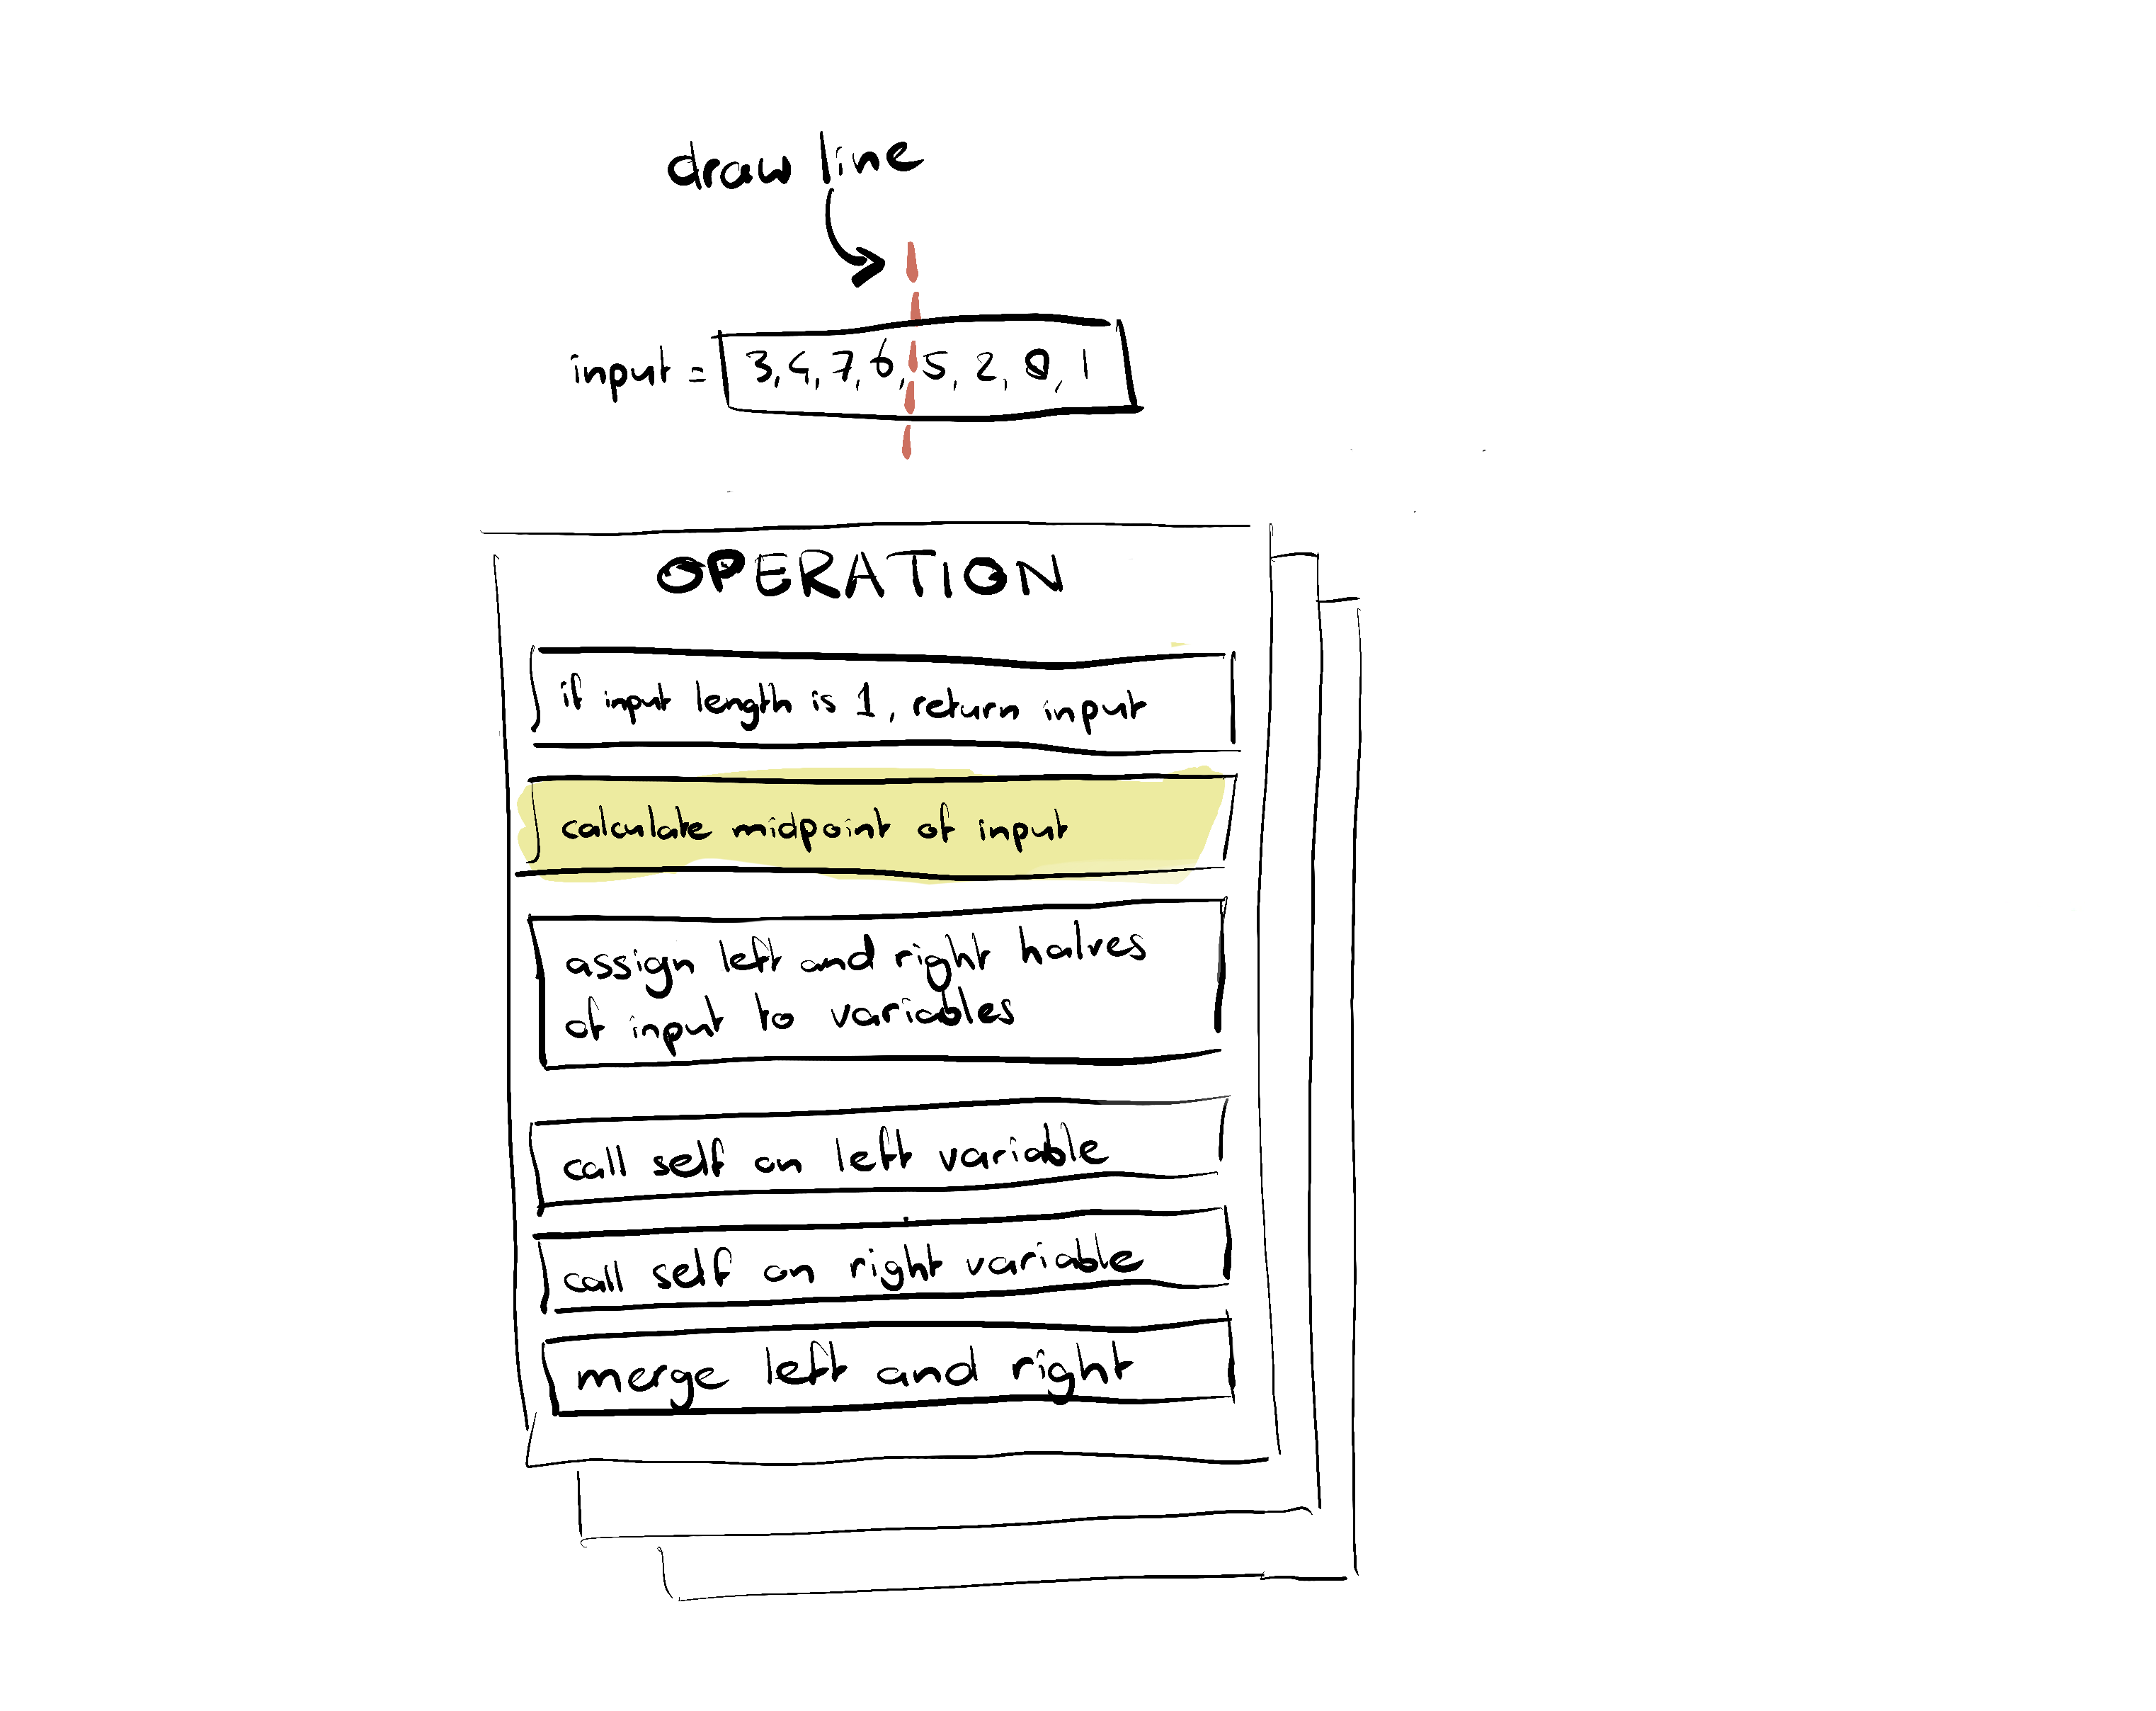 draw line
input = 3, 4, 7, 6, 5, 2, 8, 1
OPERATION
if input length is 1, return input
calculate midpoint of input
assign left and right halves
of input to variables
call self on left variable
call self on right variable
merge left and right